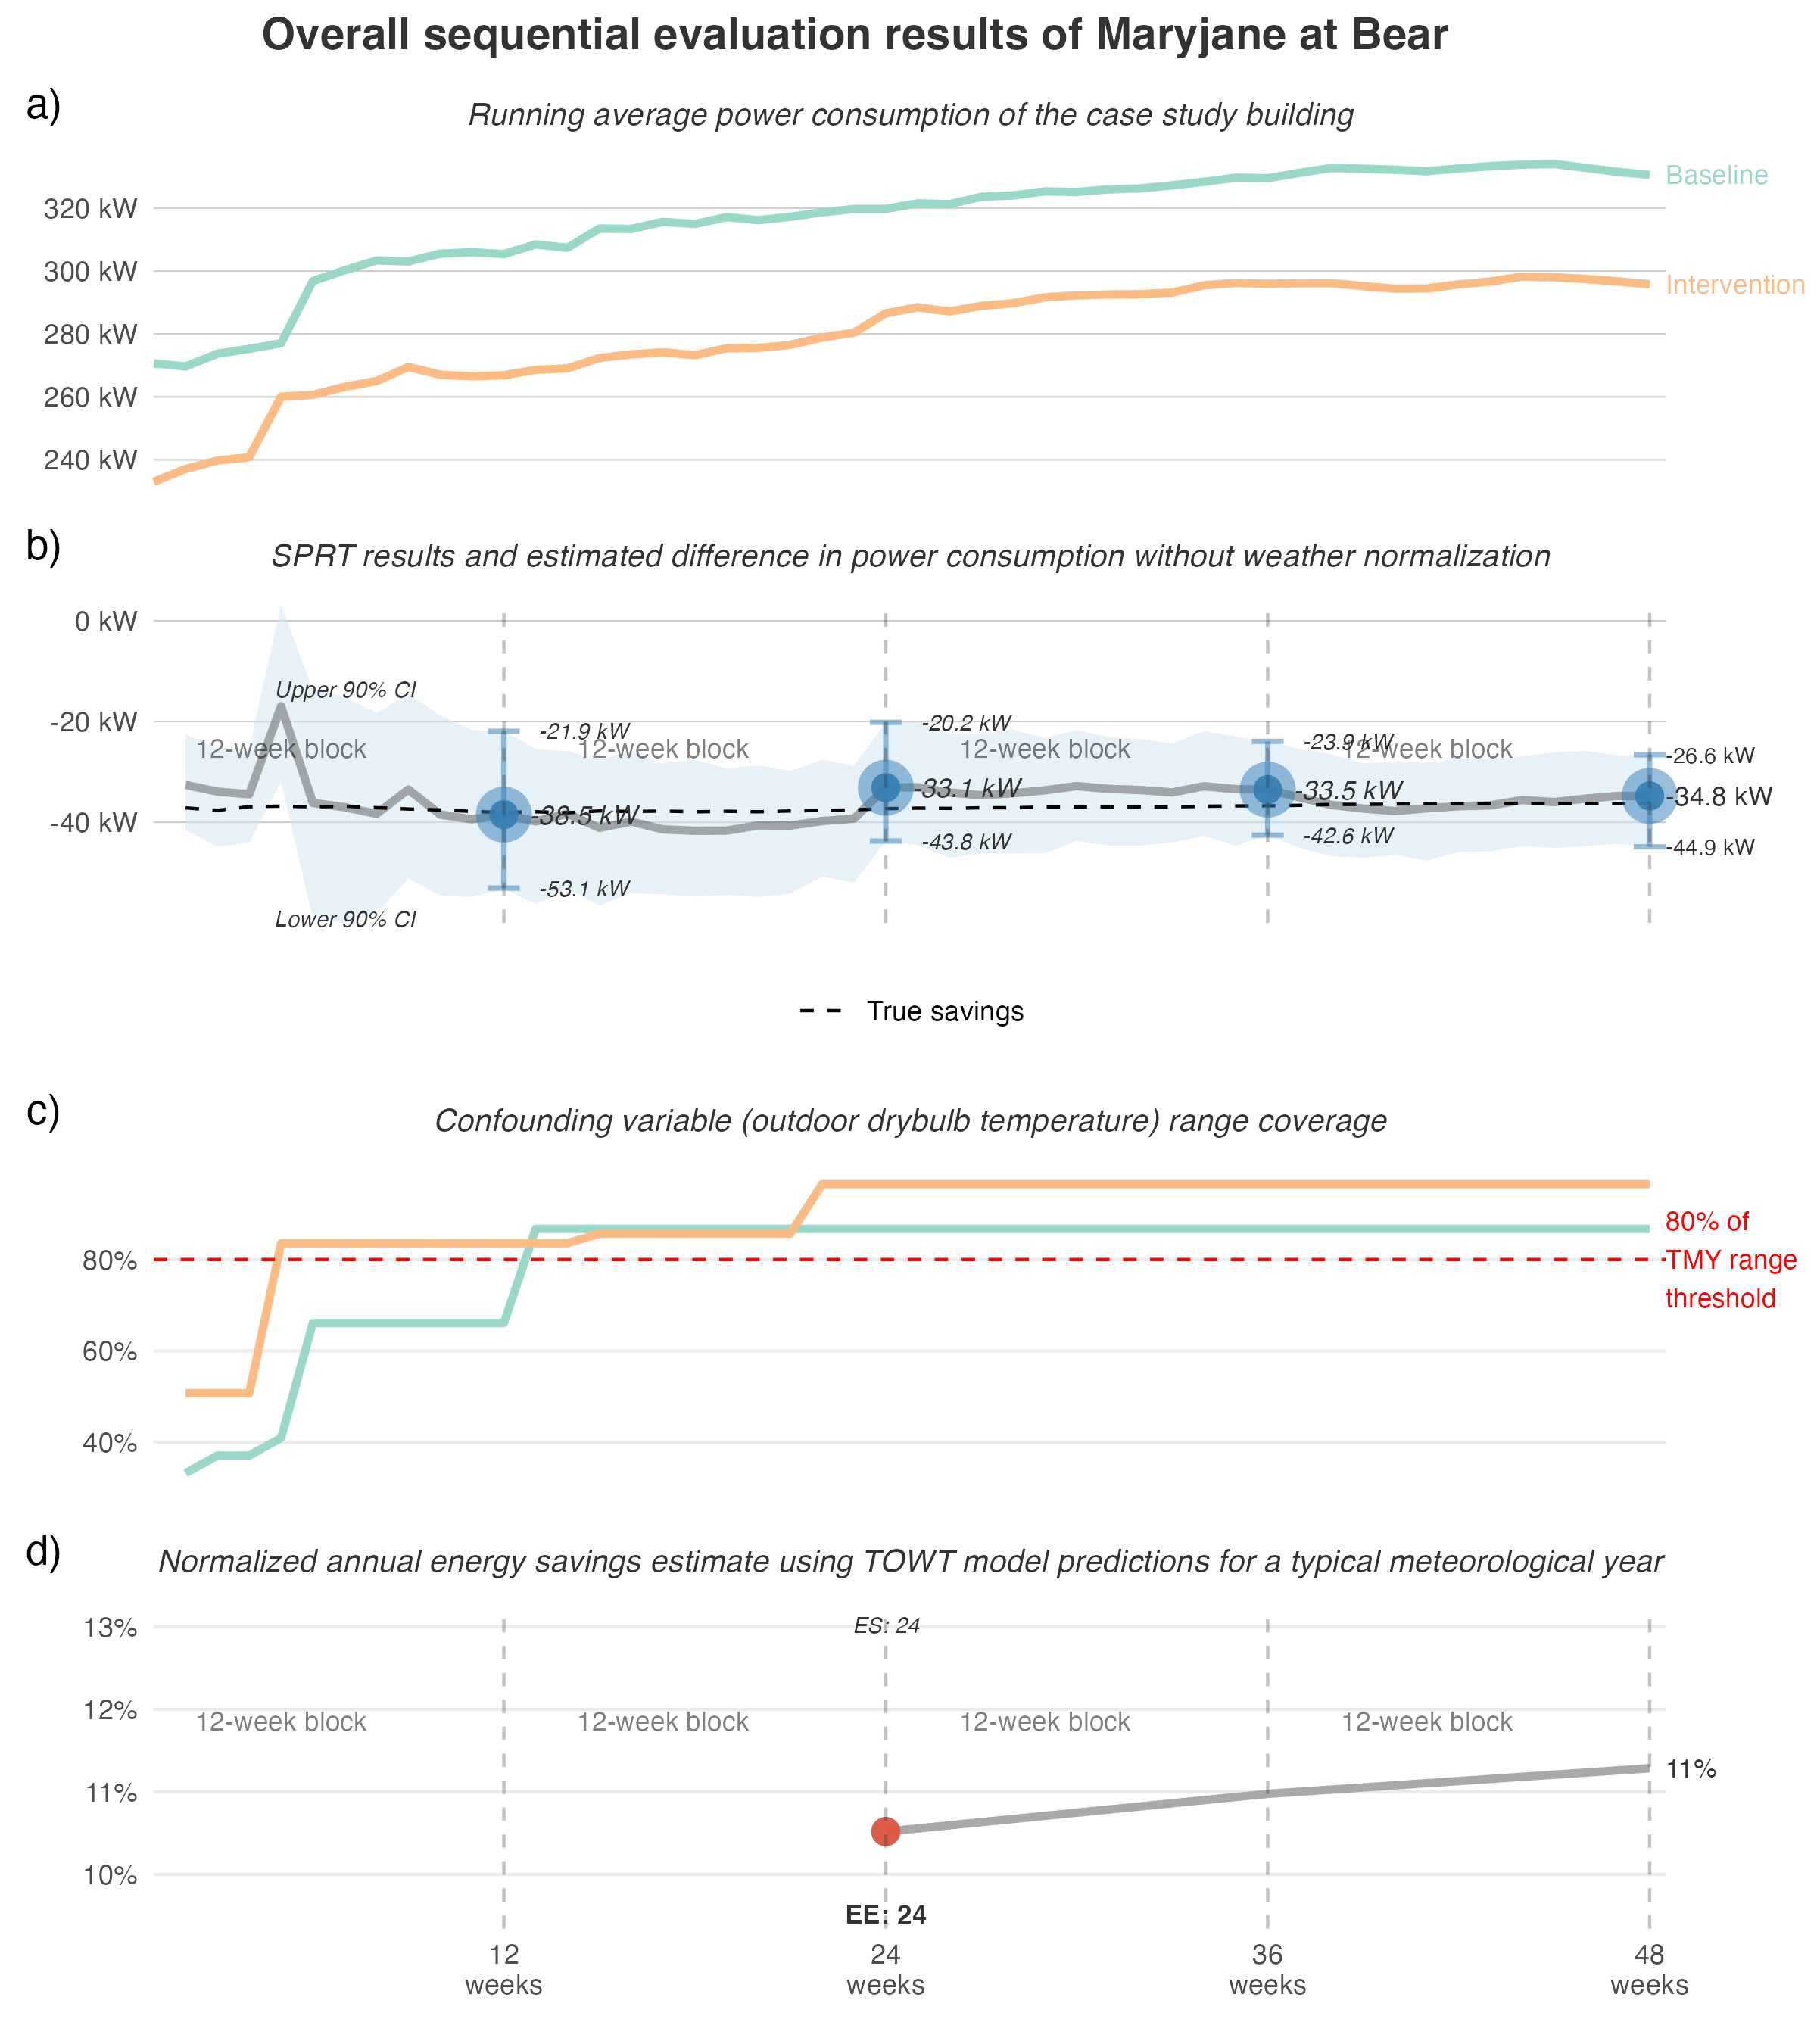 Overall sequential evaluation results of Maryjane at Bear
a)
Running average power consumption of the case study building
Baseline
320 kW
300 kW
Intervention
280 kW
260 kW
240 kW
b)
SPRT results and estimated difference in power consumption without weather normalization
0 kW
Upper 90% CI
-20 kW
-21.9 kW
-20.2 kW
-23.9 kW
-26.6 kW
12-week block
12-week block
12-week block
12-week block
-38.5 kW
-33.1 kW
-33.5 kW
-34.8 kW
-40 kW
-53.1 kW
-43.8 kW
-42.6 kW
-44.9 kW
Lower 90% CI
True savings
c)
Confounding variable (outdoor drybulb temperature) range coverage
80% of
TMY range
threshold
80%
60%
40%
d)
Normalized annual energy savings estimate using TOWT model predictions for a typical meteorological year
13%
ES: 24
12%
12-week block
12-week block
12-week block
12-week block
11%
11%
10%
EE: 24
12
weeks
24
weeks
36
weeks
48
weeks